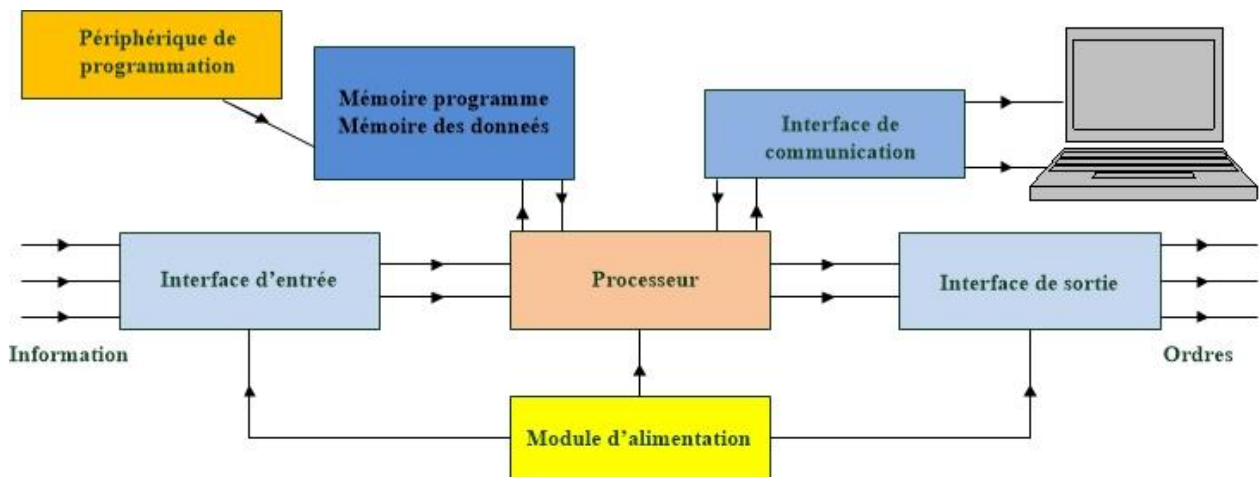 Périphérique de
programmation
Mémoire programme
Mémoire des donneés
Interface de
communication
Interface d’entrée
Processeur
Interface de sortie
Information
Ordres
Module d’alimentation